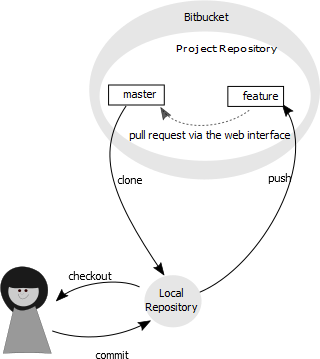 Bitbucket
Project Repository
master
feature
pull request via the web interface
clone
push
checkout
Local
Repository
commit